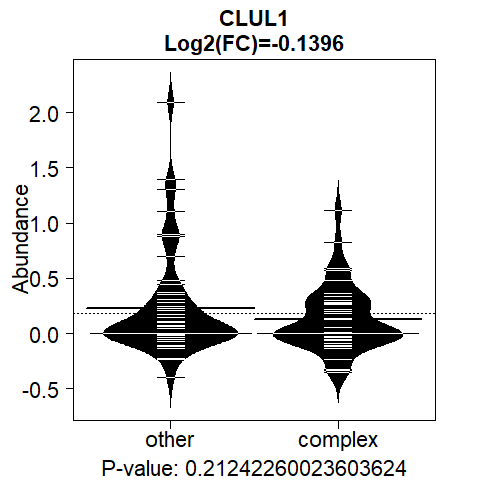 CLUL1
Log2(FC)=-0.1396
Abundance
2.0
1.5
1.0
0.5
0.0
-0.5
other complex
P-value: 0.21242260023603624